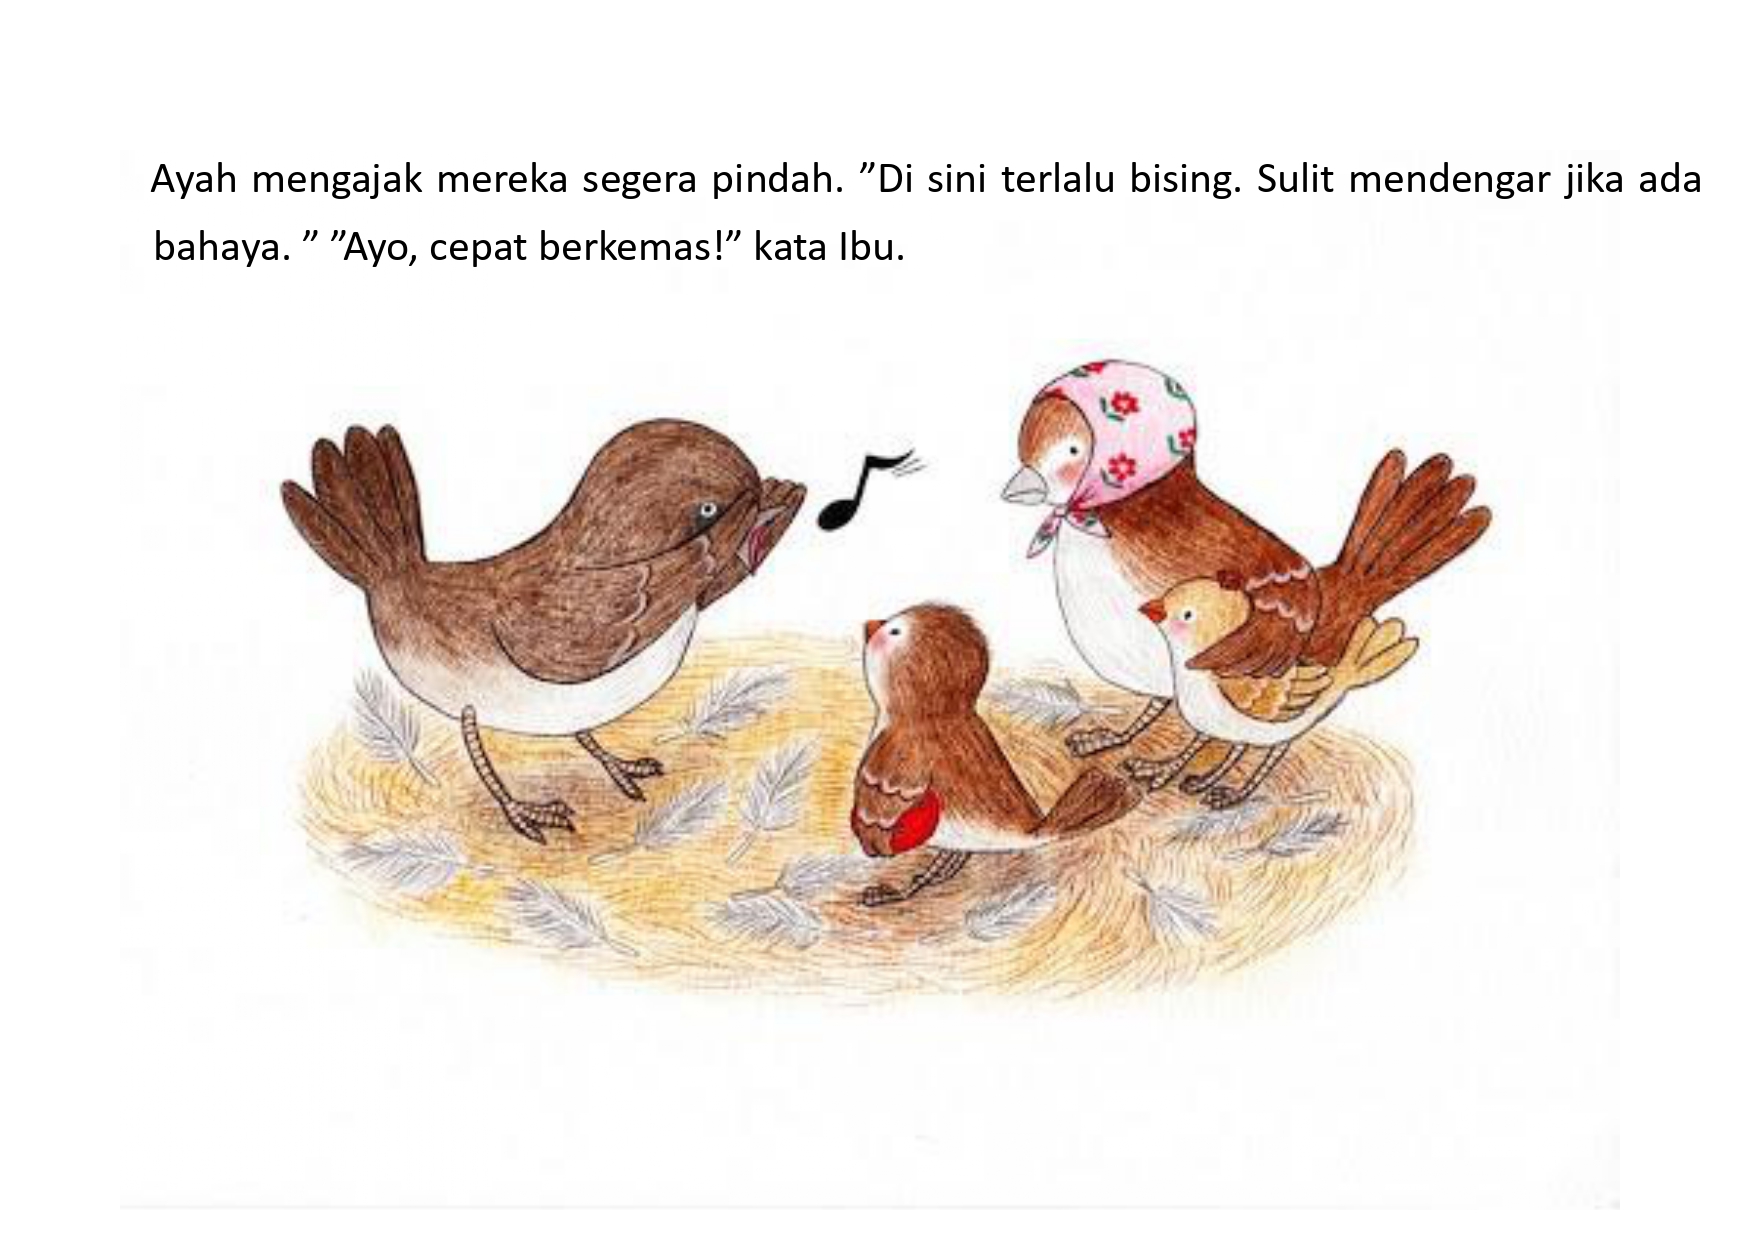 Ayah mengajak mereka segera pindah. ”Di sini terlalu bising. Sulit mendengar jika ada
bahaya. ” ”Ayo, cepat berkemas!” kata Ibu.